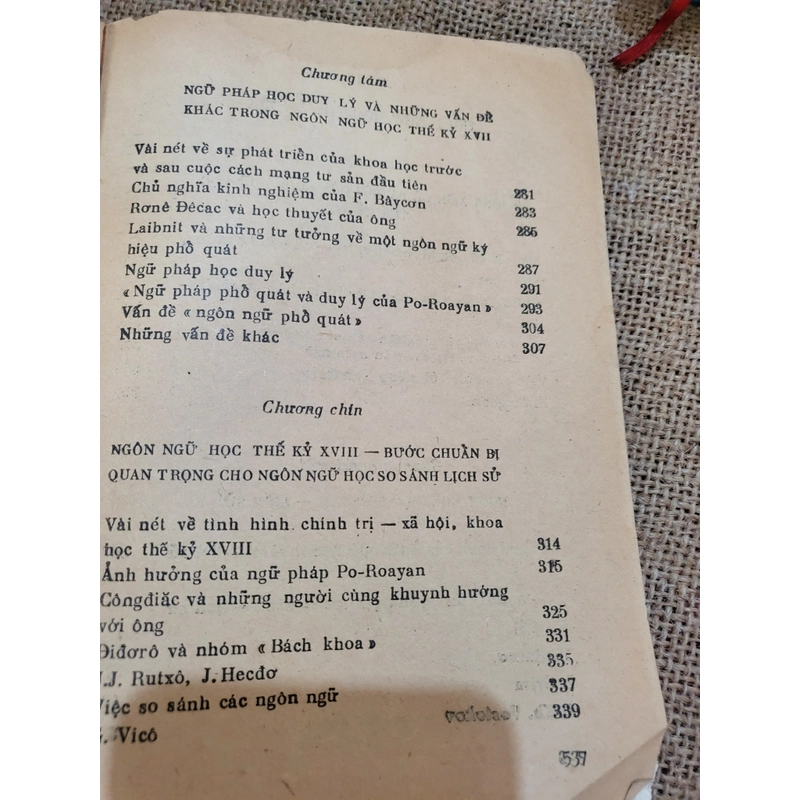 Chương tám
NGỮ PHÁP HỌC DUY LÝ VÀ NHỮNG VẤN ĐỀ
KHÁC TRONG NGÔN NGỮ HỌC THẾ KỶ XVII
Vài nét về sự phát triển của khoa học trước
và sau cuộc cách mạng tư sản đầu tiên 281
Chủ nghĩa kinh nghiệm của F. Bâycơn 283
Rơnê Đêcac và học thuyết của ông 285
Laibnit và những tư tưởng về một ngôn ngữ ký
hiệu phổ quát 287
Ngữ pháp học duy lý 291
« Ngữ pháp phổ quát và duy lý của Po-Roayan » 293
Vấn đề « ngôn ngữ phổ quát » 304
Những vấn đề khác 307
Chương chín
NGÔN NGỮ HỌC THẾ KỶ XVIII — BƯỚC CHUẨN BỊ
QUAN TRỌNG CHO NGÔN NGỮ HỌC SO SÁNH LỊCH SỬ
Vài nét về tình hình chính trị — xã hội, khoa
học thế kỷ XVIII 314
Ảnh hưởng của ngữ pháp Po-Roayan 315
Côngđiắc và những người cùng khuynh hướng
với ông 325
Điđơrô và nhóm « Bách khoa » 331
J.J. Rutxô, J. Hecđơ 335
Việc so sánh các ngôn ngữ 337
G. Vicô 339
537